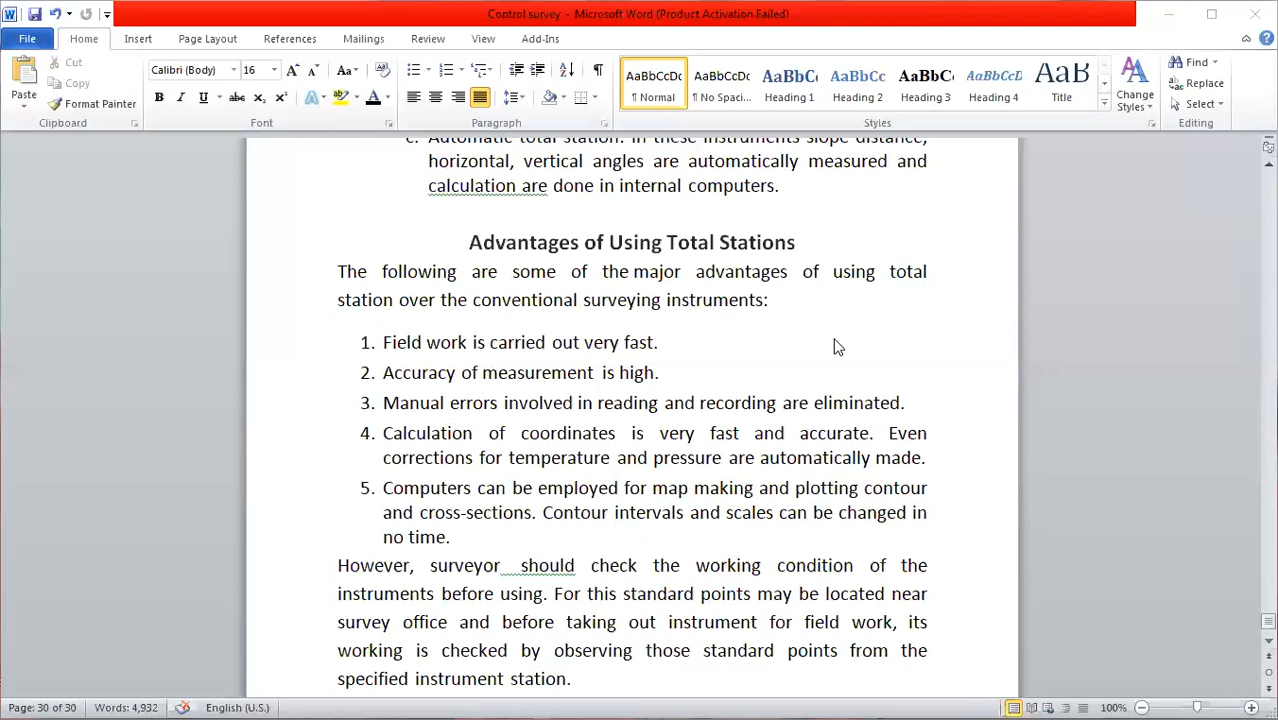 Control survey - Microsoft Word (Product Activation Failed)
File Home Insert Page Layout References Mailings Review View Add-Ins
Cut
Copy
Paste
Format Painter
Clipboard
Calibri (Body) 16
Font
Paragraph
AaBbCcDc AaBbCcDc AaBbC AaBbCc AaBbCc AaBbCcD AaB
¶ Normal ¶ No Spaci... Heading 1 Heading 2 Heading 3 Heading 4 Title
Change Styles
Styles
Find
Replace
Select
Editing
c. Automatic total station: In these instruments slope distance,
horizontal, vertical angles are automatically measured and
calculation are done in internal computers.
Advantages of Using Total Stations
The following are some of the major advantages of using total
station over the conventional surveying instruments:
1. Field work is carried out very fast.
2. Accuracy of measurement is high.
3. Manual errors involved in reading and recording are eliminated.
4. Calculation of coordinates is very fast and accurate. Even
corrections for temperature and pressure are automatically made.
5. Computers can be employed for map making and plotting contour
and cross-sections. Contour intervals and scales can be changed in
no time.
However, surveyor should check the working condition of the
instruments before using. For this standard points may be located near
survey office and before taking out instrument for field work, its
working is checked by observing those standard points from the
specified instrument station.
Page: 30 of 30 Words: 4,932 English (U.S.) 100%